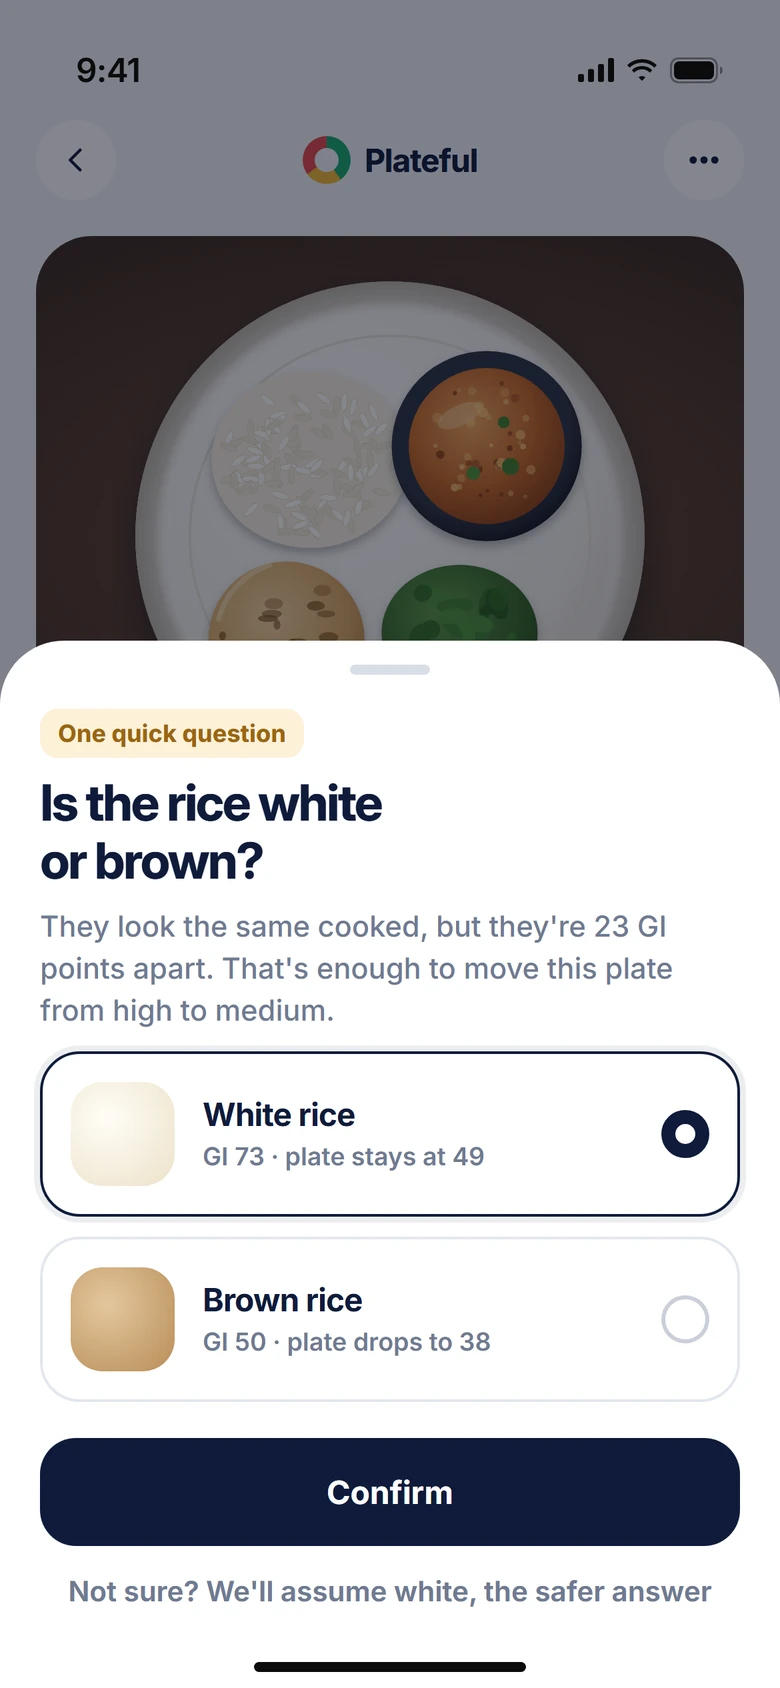 9:41
Plateful
One quick question
Is the rice white
or brown?
They look the same cooked, but they're 23 GI
points apart. That's enough to move this plate
from high to medium.
White rice
GI 73 · plate stays at 49
Brown rice
GI 50 · plate drops to 38
Confirm
Not sure? We'll assume white, the safer answer